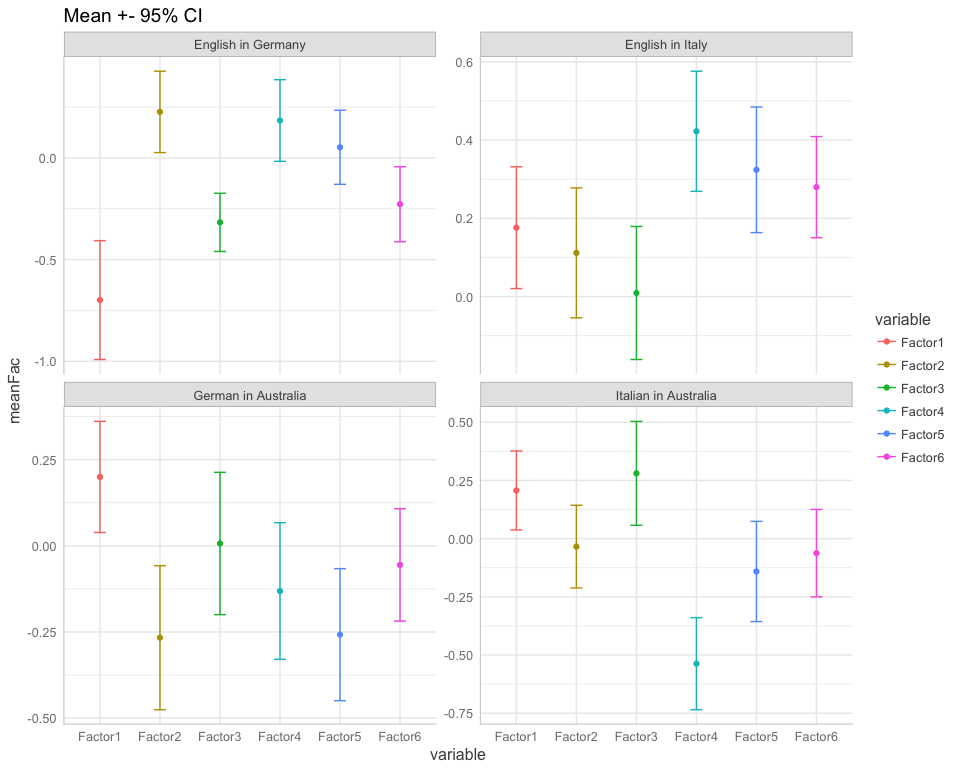 Mean +- 95% CI
English in Germany
English in Italy
0.0
-0.5
-1.0
0.6
0.4
0.2
0.0
German in Australia
Italian in Australia
0.25
0.00
-0.25
-0.50
0.50
0.25
0.00
-0.25
-0.50
-0.75
Factor1 Factor2 Factor3 Factor4 Factor5 Factor6
Factor1 Factor2 Factor3 Factor4 Factor5 Factor6
variable
meanFac
variable
Factor1
Factor2
Factor3
Factor4
Factor5
Factor6